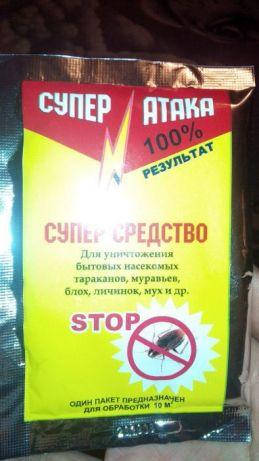 СУПЕР АТАКА
100%
РЕЗУЛЬТАТ
СУПЕР СРЕДСТВО
Для уничтожения
бытовых насекомых
тараканов, муравьев,
блох, личинок, мух и др.
STOP
ОДИН ПАКЕТ ПРЕДНАЗНАЧЕН
ДЛЯ ОБРАБОТКИ 10 М²